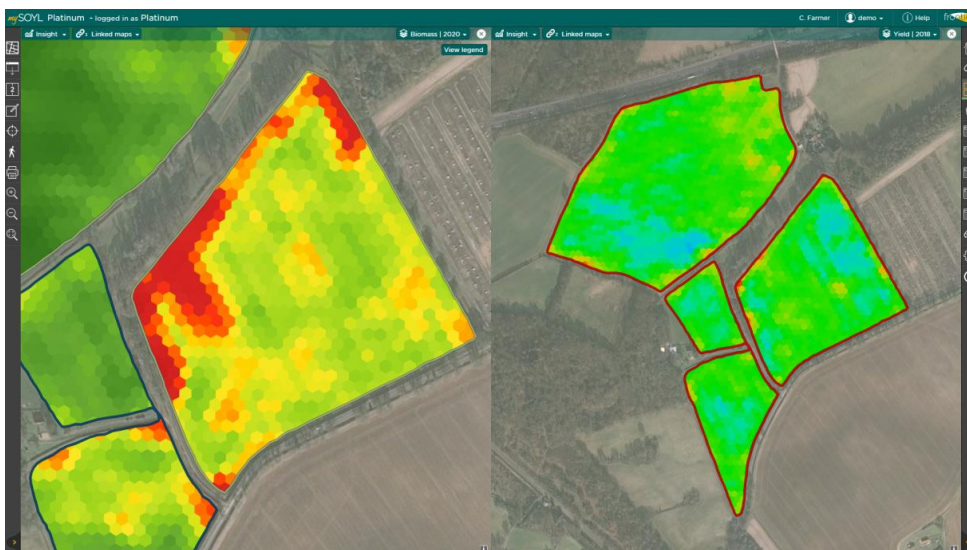 mySOYL Platinum - logged in as Platinum
C. Farmer
demo
Help
Insight
Linked maps
Biomass | 2020
View legend
Insight
Linked maps
Yield | 2018
2